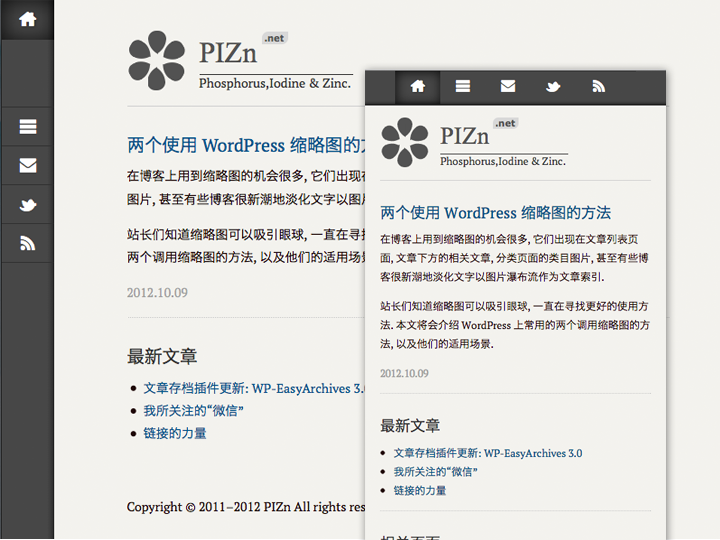 PIZn .net
Phosphorus,Iodine & Zinc.
两个使用 WordPress 缩略图的
在博客上用到缩略图的机会很多, 它们出现在
图片, 甚至有些博客很新潮地淡化文字以图片
站长们知道缩略图可以吸引眼球, 一直在寻找
两个调用缩略图的方法, 以及他们的适用场景
2012.10.09
最新文章
文章存档插件更新: WP-EasyArchives 3.0
我所关注的“微信”
链接的力量
Copyright © 2011–2012 PIZn All rights res
PIZn .net
Phosphorus,Iodine & Zinc.
两个使用 WordPress 缩略图的方法
在博客上用到缩略图的机会很多, 它们出现在文章列表页
面, 文章下方的相关文章, 分类页面的类目图片, 甚至有些博
客很新潮地淡化文字以图片瀑布流作为文章索引.
站长们知道缩略图可以吸引眼球, 一直在寻找更好的使用方
法. 本文将会介绍 WordPress 上常用的两个调用缩略图的方
法, 以及他们的适用场景.
2012.10.09
最新文章
文章存档插件更新: WP-EasyArchives 3.0
我所关注的“微信”
链接的力量